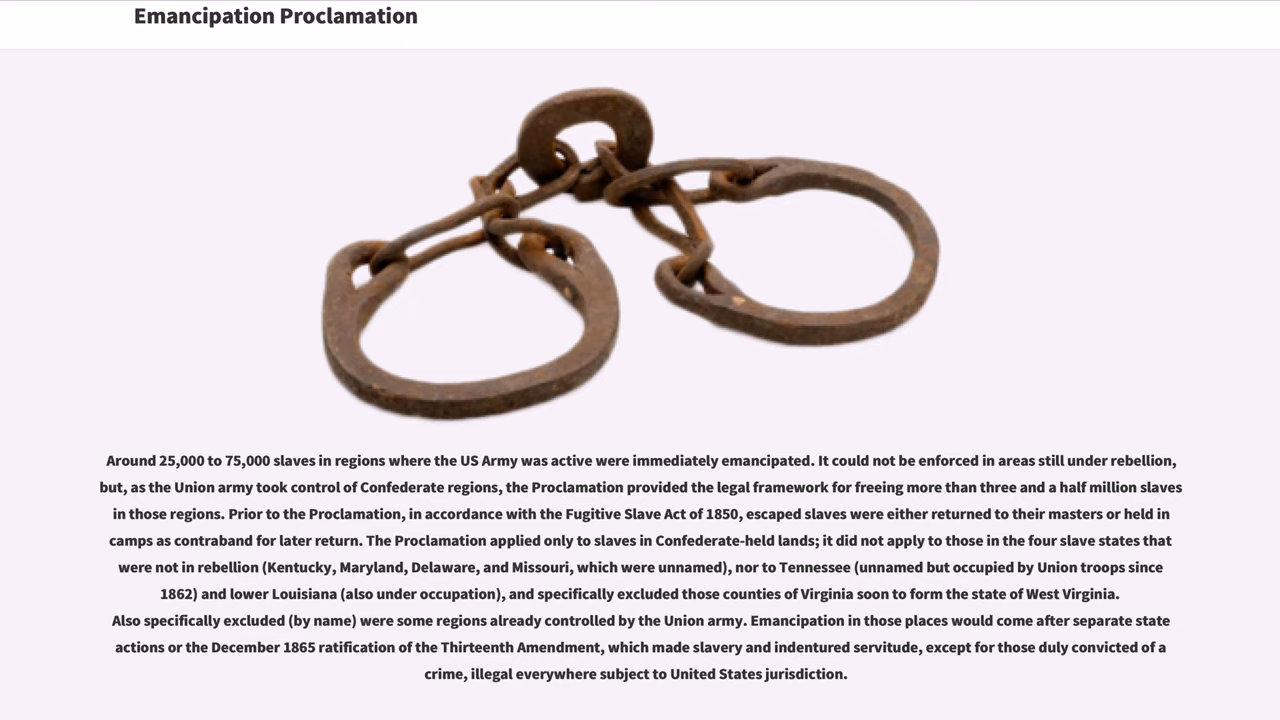 Emancipation Proclamation
Around 25,000 to 75,000 slaves in regions where the US Army was active were immediately emancipated. It could not be enforced in areas still under rebellion,
but, as the Union army took control of Confederate regions, the Proclamation provided the legal framework for freeing more than three and a half million slaves
in those regions. Prior to the Proclamation, in accordance with the Fugitive Slave Act of 1850, escaped slaves were either returned to their masters or held in
camps as contraband for later return. The Proclamation applied only to slaves in Confederate-held lands; it did not apply to those in the four slave states that
were not in rebellion (Kentucky, Maryland, Delaware, and Missouri, which were unnamed), nor to Tennessee (unnamed but occupied by Union troops since
1862) and lower Louisiana (also under occupation), and specifically excluded those counties of Virginia soon to form the state of West Virginia.
Also specifically excluded (by name) were some regions already controlled by the Union army. Emancipation in those places would come after separate state
actions or the December 1865 ratification of the Thirteenth Amendment, which made slavery and indentured servitude, except for those duly convicted of a
crime, illegal everywhere subject to United States jurisdiction.